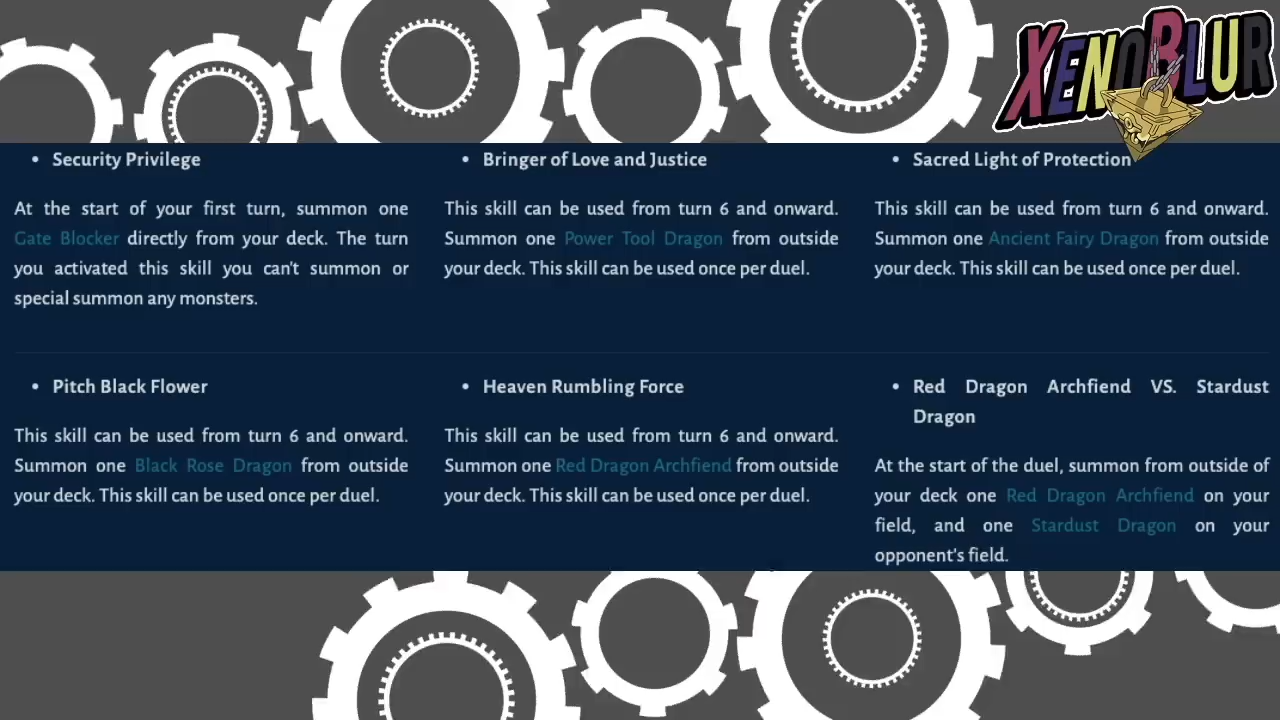 XENOBLUR
• Security Privilege
At the start of your first turn, summon one
Gate Blocker directly from your deck. The turn
you activated this skill you can't summon or
special summon any monsters.
• Bringer of Love and Justice
This skill can be used from turn 6 and onward.
Summon one Power Tool Dragon from outside
your deck. This skill can be used once per duel.
• Sacred Light of Protection
This skill can be used from turn 6 and onward.
Summon one Ancient Fairy Dragon from outside
your deck. This skill can be used once per duel.
• Pitch Black Flower
This skill can be used from turn 6 and onward.
Summon one Black Rose Dragon from outside
your deck. This skill can be used once per duel.
• Heaven Rumbling Force
This skill can be used from turn 6 and onward.
Summon one Red Dragon Archfiend from outside
your deck. This skill can be used once per duel.
• Red Dragon Archfiend VS. Stardust
Dragon
At the start of the duel, summon from outside of
your deck one Red Dragon Archfiend on your
field, and one Stardust Dragon on your
opponent's field.